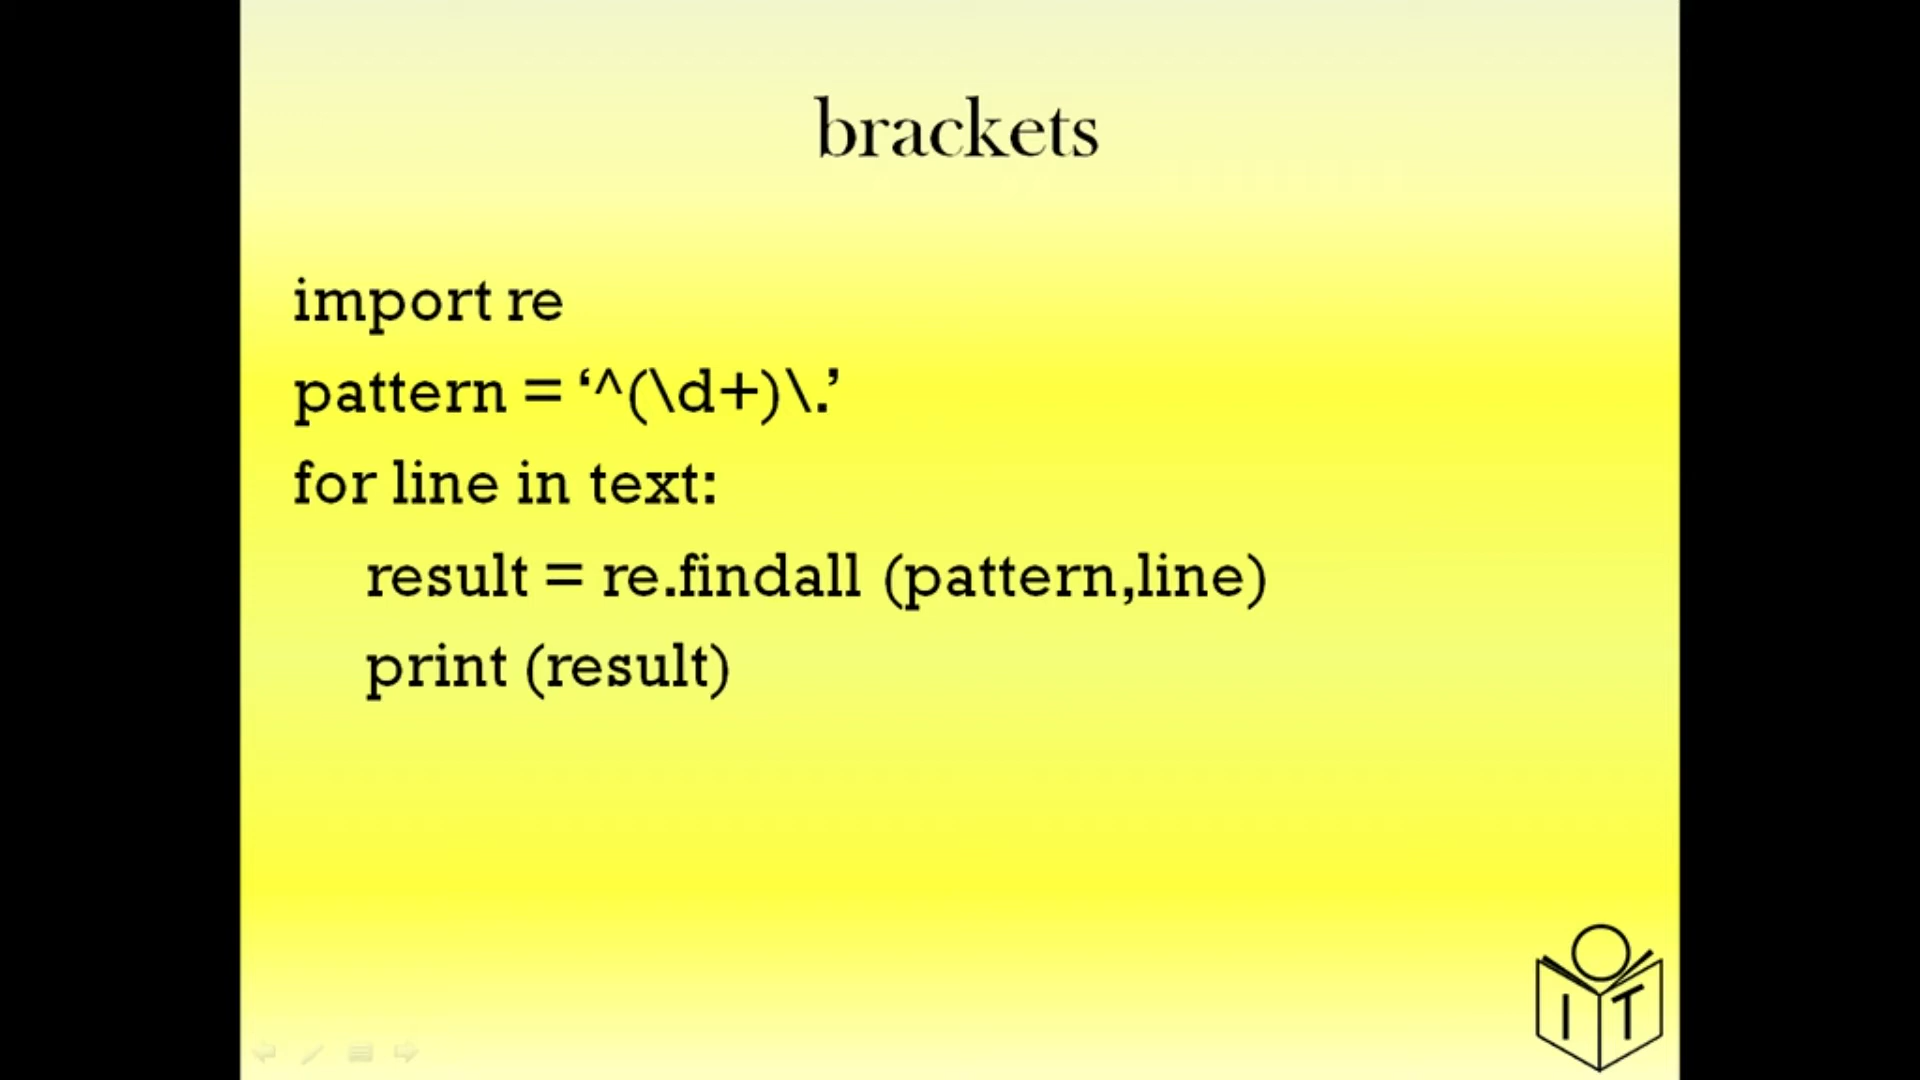 brackets
import re
pattern = ‘^(\d+)\.’
for line in text:
result = re.findall (pattern,line)
print (result)
I T